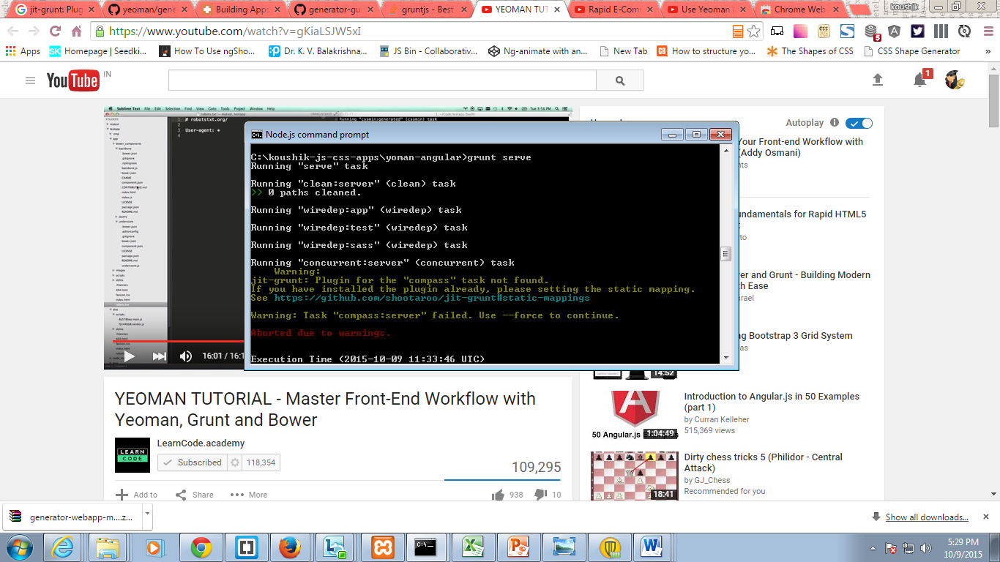 jit-grunt: Plug
yeoman/gene
Building Apps
generator-gu
gruntjs - Best
YEOMAN TUT
Rapid E-Com
Use Yeoman
Chrome Web
koushik
https://www.youtube.com/watch?v=gKiaLSJW5xI
Apps
Homepage | Seedki...
How To Use ngSho...
Dr. K. V. Balakrishna...
JS Bin - Collaborativ...
Ng-animate with an...
New Tab
How to structure yo...
The Shapes of CSS
CSS Shape Generator
»
YouTube IN
1
Sublime Text File Edit Selection Find View Goto Tools Project Window Help
Tue 3:58 PM
# robotstxt.org/
User-agent: *
# Running "cssmin:generated" (cssmin) task
Node.js command prompt
C:\koushik-js-css-apps\yoman-angular>grunt serve
Running "serve" task
Running "clean:server" (clean) task
>> 0 paths cleaned.
Running "wiredep:app" (wiredep) task
Running "wiredep:test" (wiredep) task
Running "wiredep:sass" (wiredep) task
Running "concurrent:server" (concurrent) task
Warning:
jit-grunt: Plugin for the "compass" task not found.
If you have installed the plugin already, please setting the static mapping.
See https://github.com/shootaroo/jit-grunt#static-mappings
Warning: Task "compass:server" failed. Use --force to continue.
Aborted due to warnings.
Execution Time (2015-10-09 11:33:46 UTC)
16:01 / 16:1
YEOMAN TUTORIAL - Master Front-End Workflow with
Yeoman, Grunt and Bower
LEARN
CODE
LearnCode.academy
Subscribed
118,354
109,295
Add to
Share
More
938
10
Autoplay
Your Front-end Workflow with
(Addy Osmani)
nts
undamentals for Rapid HTML5
t
to
er and Grunt - Building Modern
th Ease
srael
ng Bootstrap 3 Grid System
as
14:52
50 Angular.js
1:04:49
Introduction to Angular.js in 50 Examples
(part 1)
by Curran Kelleher
515,369 views
18:41
Dirty chess tricks 5 (Philidor - Central
Attack)
by GJ_Chess
Recommended for you
generator-webapp-m....z...
Show all downloads...
5:29 PM
10/9/2015